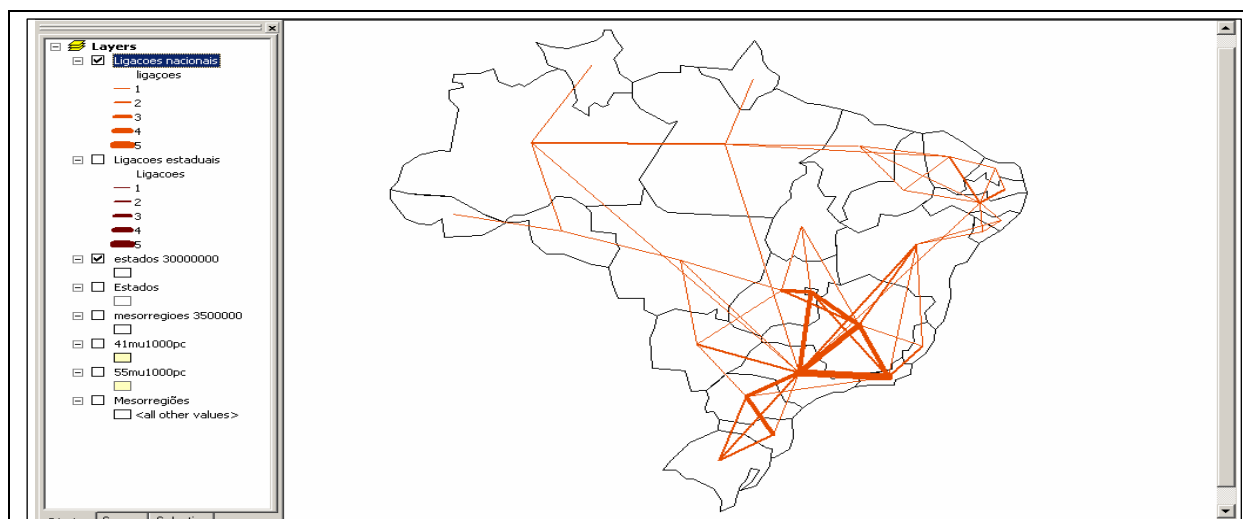 Layers
Ligacoes nacionais
ligaçoes
1
2
3
4
5
Ligacoes estaduais
Ligacoes
1
2
3
4
5
estados 30000000
Estados
mesorregioes 3500000
41mu1000pc
55mu1000pc
Mesorregiões
<all other values>